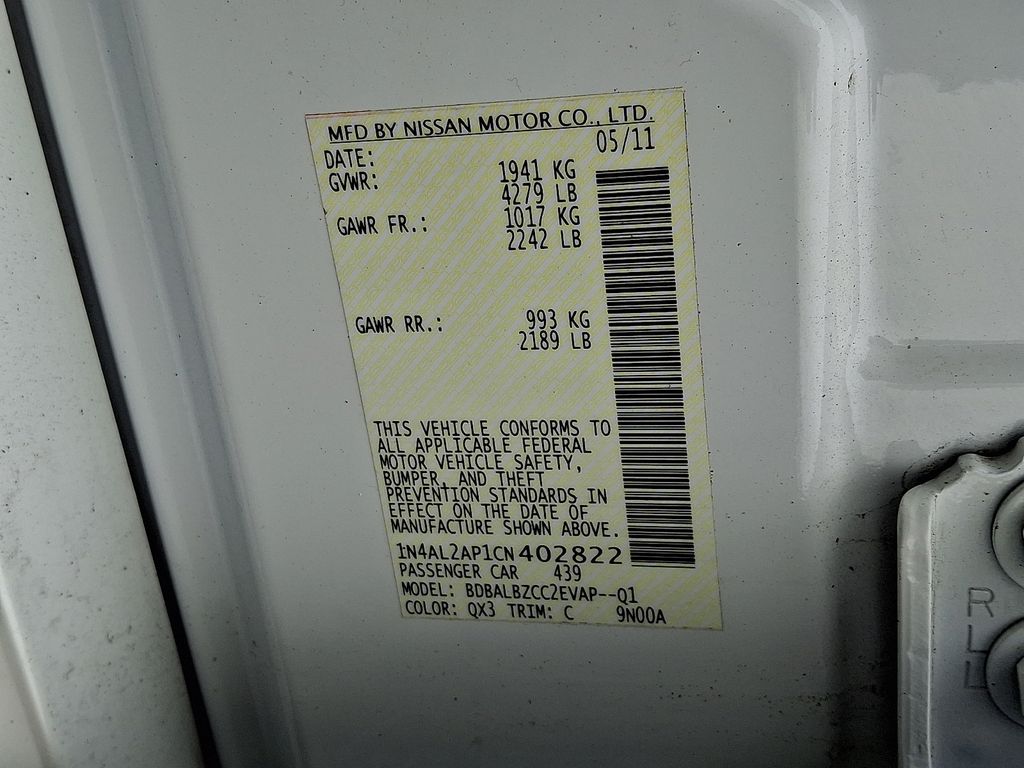 MFD BY NISSAN MOTOR CO., LTD.
DATE: 05/11
GVWR: 1941 KG
4279 LB
GAWR FR.: 1017 KG
2242 LB
GAWR RR.: 993 KG
2189 LB
THIS VEHICLE CONFORMS TO
ALL APPLICABLE FEDERAL
MOTOR VEHICLE SAFETY,
BUMPER, AND THEFT
PREVENTION STANDARDS IN
EFFECT ON THE DATE OF
MANUFACTURE SHOWN ABOVE.
1N4AL2AP1CN402822
PASSENGER CAR 439
MODEL: BDBALBZCC2EVAP--Q1
COLOR: QX3 TRIM: C 9N00A
R
L